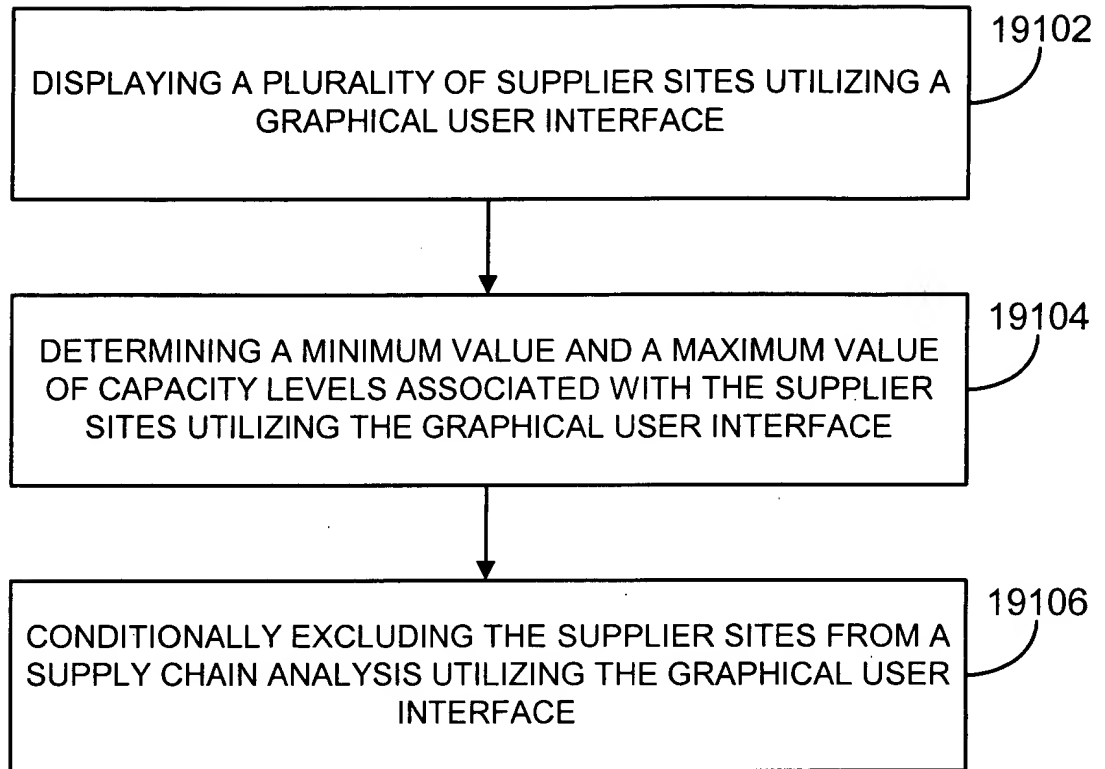 19102
DISPLAYING A PLURALITY OF SUPPLIER SITES UTILIZING A
GRAPHICAL USER INTERFACE
19104
DETERMINING A MINIMUM VALUE AND A MAXIMUM VALUE
OF CAPACITY LEVELS ASSOCIATED WITH THE SUPPLIER
SITES UTILIZING THE GRAPHICAL USER INTERFACE
19106
CONDITIONALLY EXCLUDING THE SUPPLIER SITES FROM A
SUPPLY CHAIN ANALYSIS UTILIZING THE GRAPHICAL USER
INTERFACE